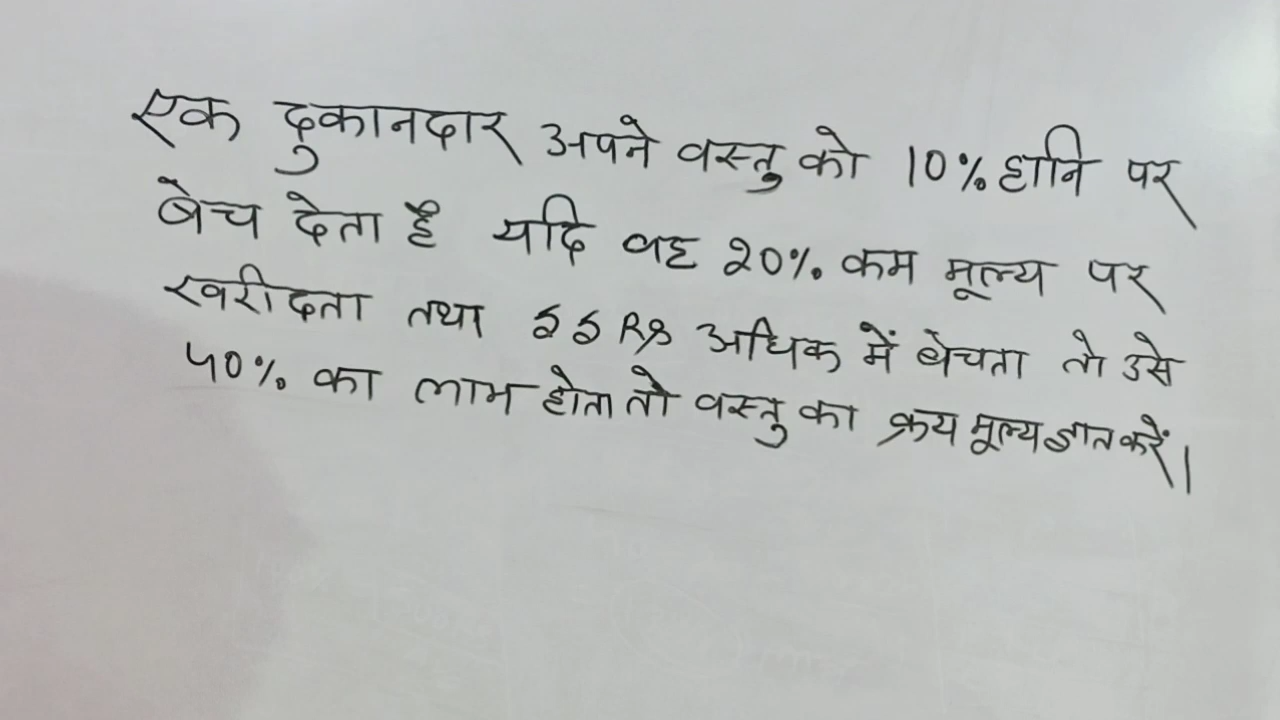 एक दुकानदार अपने वस्तु को 10% हानि पर
बेच देता है यदि वह 20% कम मूल्य पर
खरीदता तथा 55 Rs अधिक में बेचता तो उसे
40% का लाभ होता तो वस्तु का क्रय मूल्य ज्ञात करें।